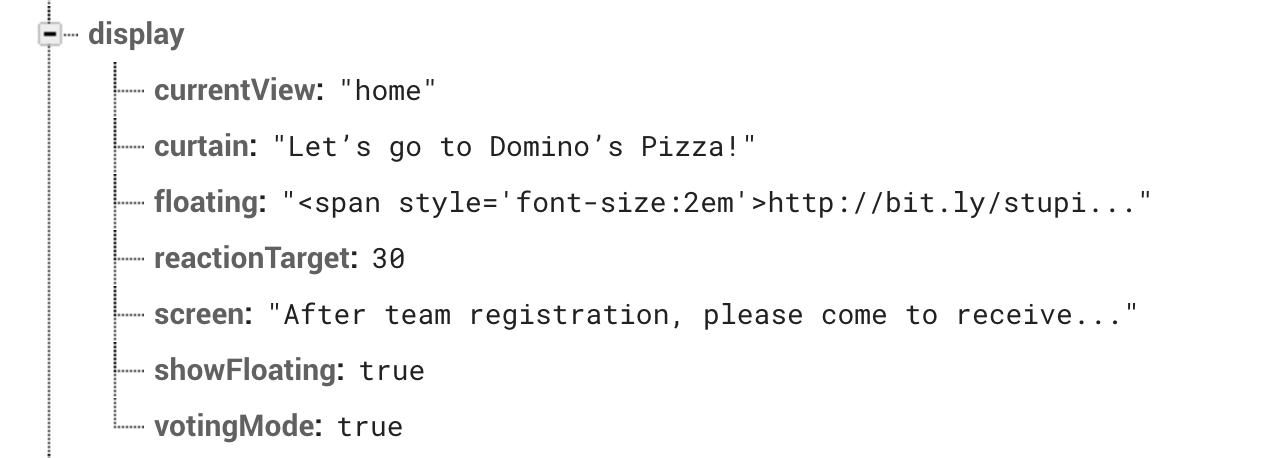 display
currentView: "home"
curtain: "Let’s go to Domino’s Pizza!"
floating: "<span style='font-size:2em'>http://bit.ly/stupi..."
reactionTarget: 30
screen: "After team registration, please come to receive..."
showFloating: true
votingMode: true